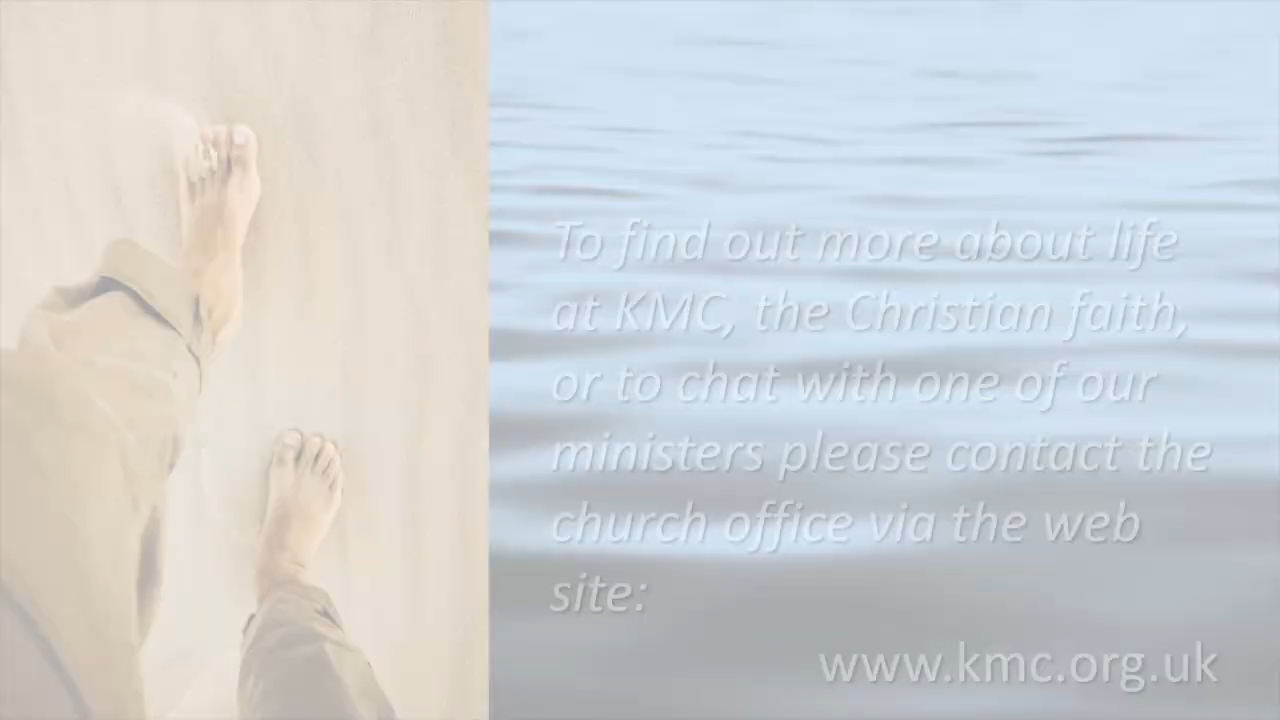 To find out more about life
at KMC, the Christian faith,
or to chat with one of our
ministers please contact the
church office via the web
site:
www.kmc.org.uk